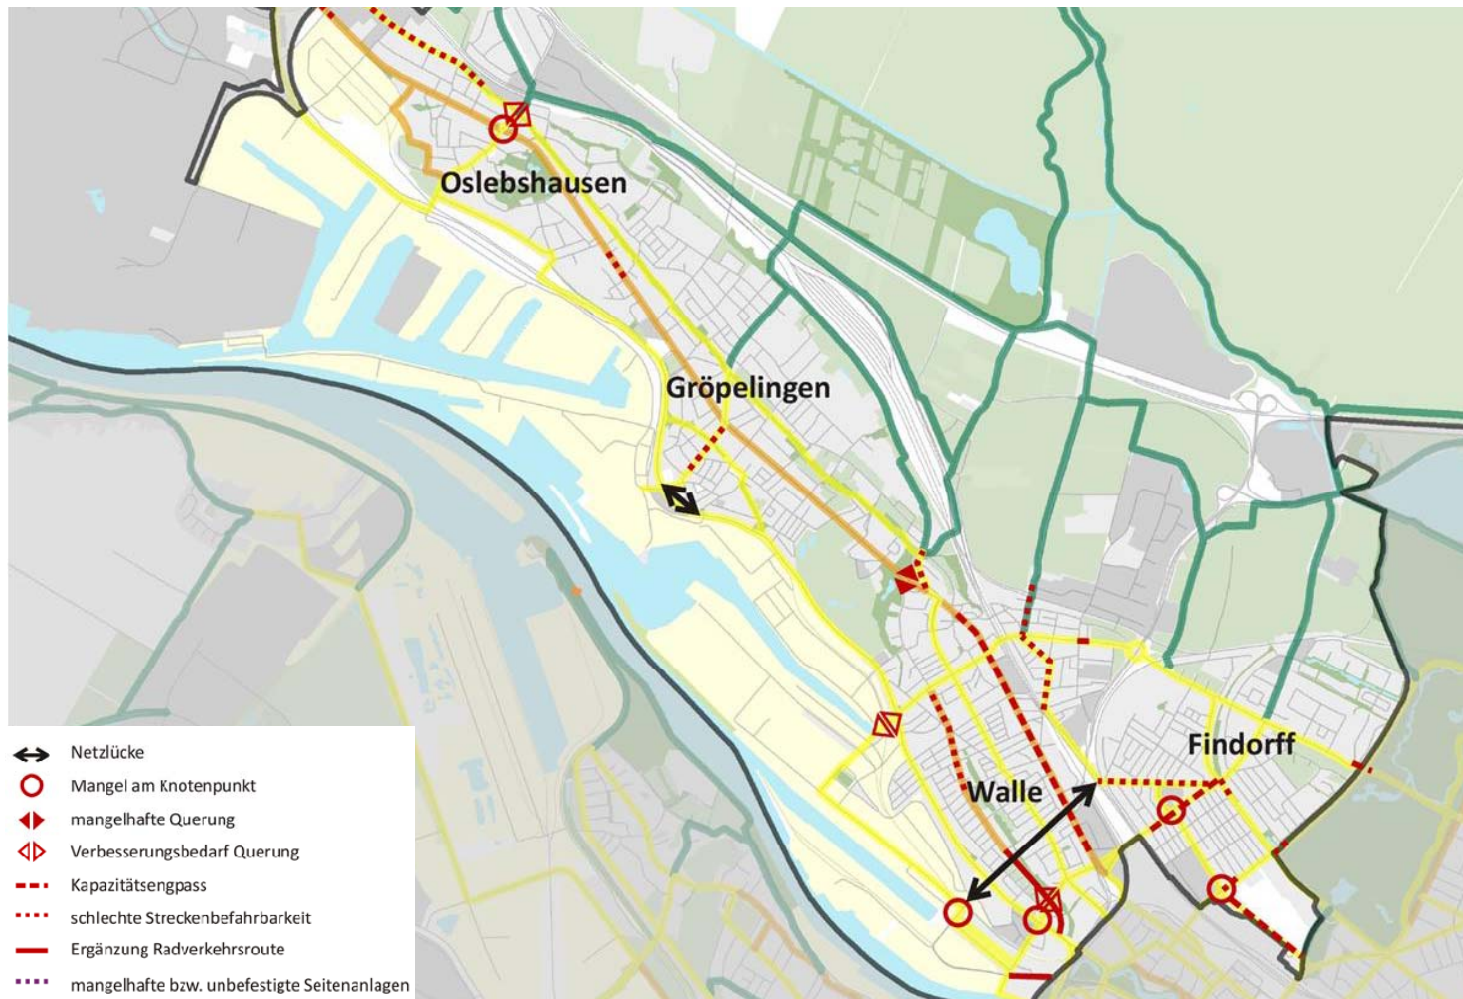 Oslebshausen
Gröpelingen
Findorff
Walle
Netzlücke
Mangel am Knotenpunkt
mangelhafte Querung
Verbesserungsbedarf Querung
Kapazitätsengpass
schlechte Streckenbefahrbarkeit
Ergänzung Radverkehrsroute
mangelhafte bzw. unbefestigte Seitenanlagen